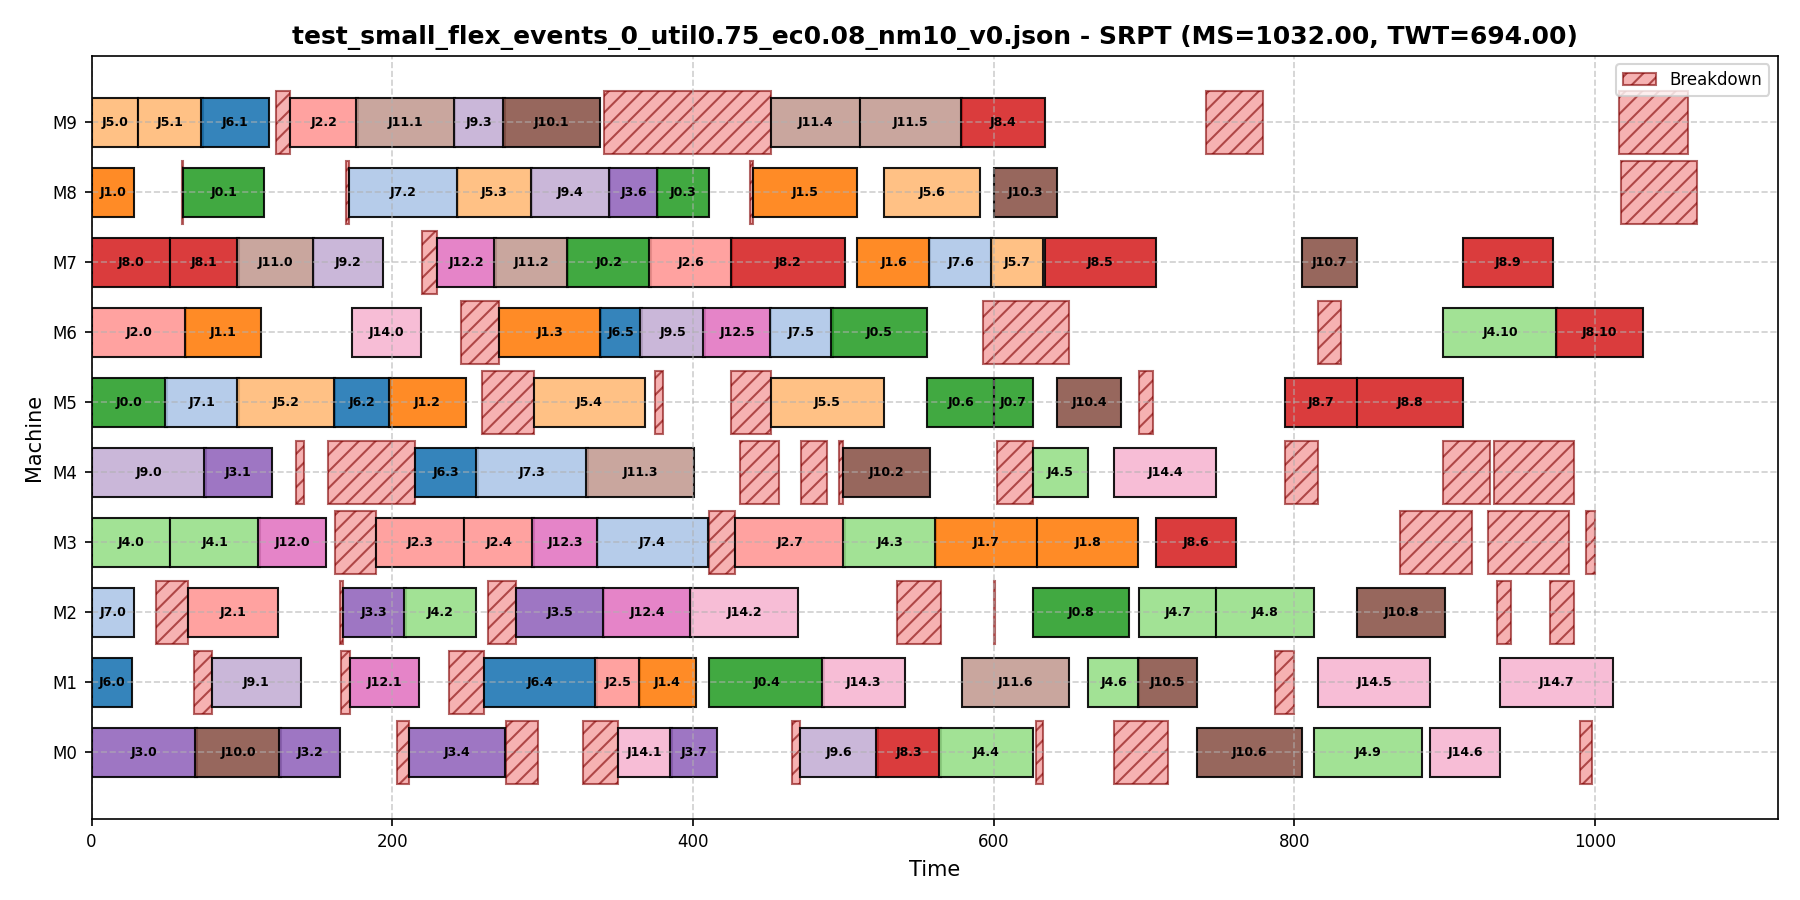 test_small_flex_events_0_util0.75_ec0.08_nm10_v0.json - SRPT (MS=1032.00, TWT=694.00)
Breakdown
M9 J5.0 J5.1 J6.1 J2.2 J11.1 J9.3 J10.1 J11.4 J11.5 J8.4
M8 J1.0 J0.1 J7.2 J5.3 J9.4 J3.6 J0.3 J1.5 J5.6 J10.3
M7 J8.0 J8.1 J11.0 J9.2 J12.2 J11.2 J0.2 J2.6 J8.2 J1.6 J7.6 J5.7 J8.5 J10.7 J8.9
M6 J2.0 J1.1 J14.0 J1.3 J6.5 J9.5 J12.5 J7.5 J0.5 J4.10 J8.10
M5 J0.0 J7.1 J5.2 J6.2 J1.2 J5.4 J5.5 J0.6 J0.7 J10.4 J8.7 J8.8
M4 J9.0 J3.1 J6.3 J7.3 J11.3 J10.2 J4.5 J14.4
M3 J4.0 J4.1 J12.0 J2.3 J2.4 J12.3 J7.4 J2.7 J4.3 J1.7 J1.8 J8.6
M2 J7.0 J2.1 J3.3 J4.2 J3.5 J12.4 J14.2 J0.8 J4.7 J4.8 J10.8
M1 J6.0 J9.1 J12.1 J6.4 J2.5 J1.4 J0.4 J14.3 J11.6 J4.6 J10.5 J14.5 J14.7
M0 J3.0 J10.0 J3.2 J3.4 J14.1 J3.7 J9.6 J8.3 J4.4 J10.6 J4.9 J14.6
Machine
0 200 400 600 800 1000
Time